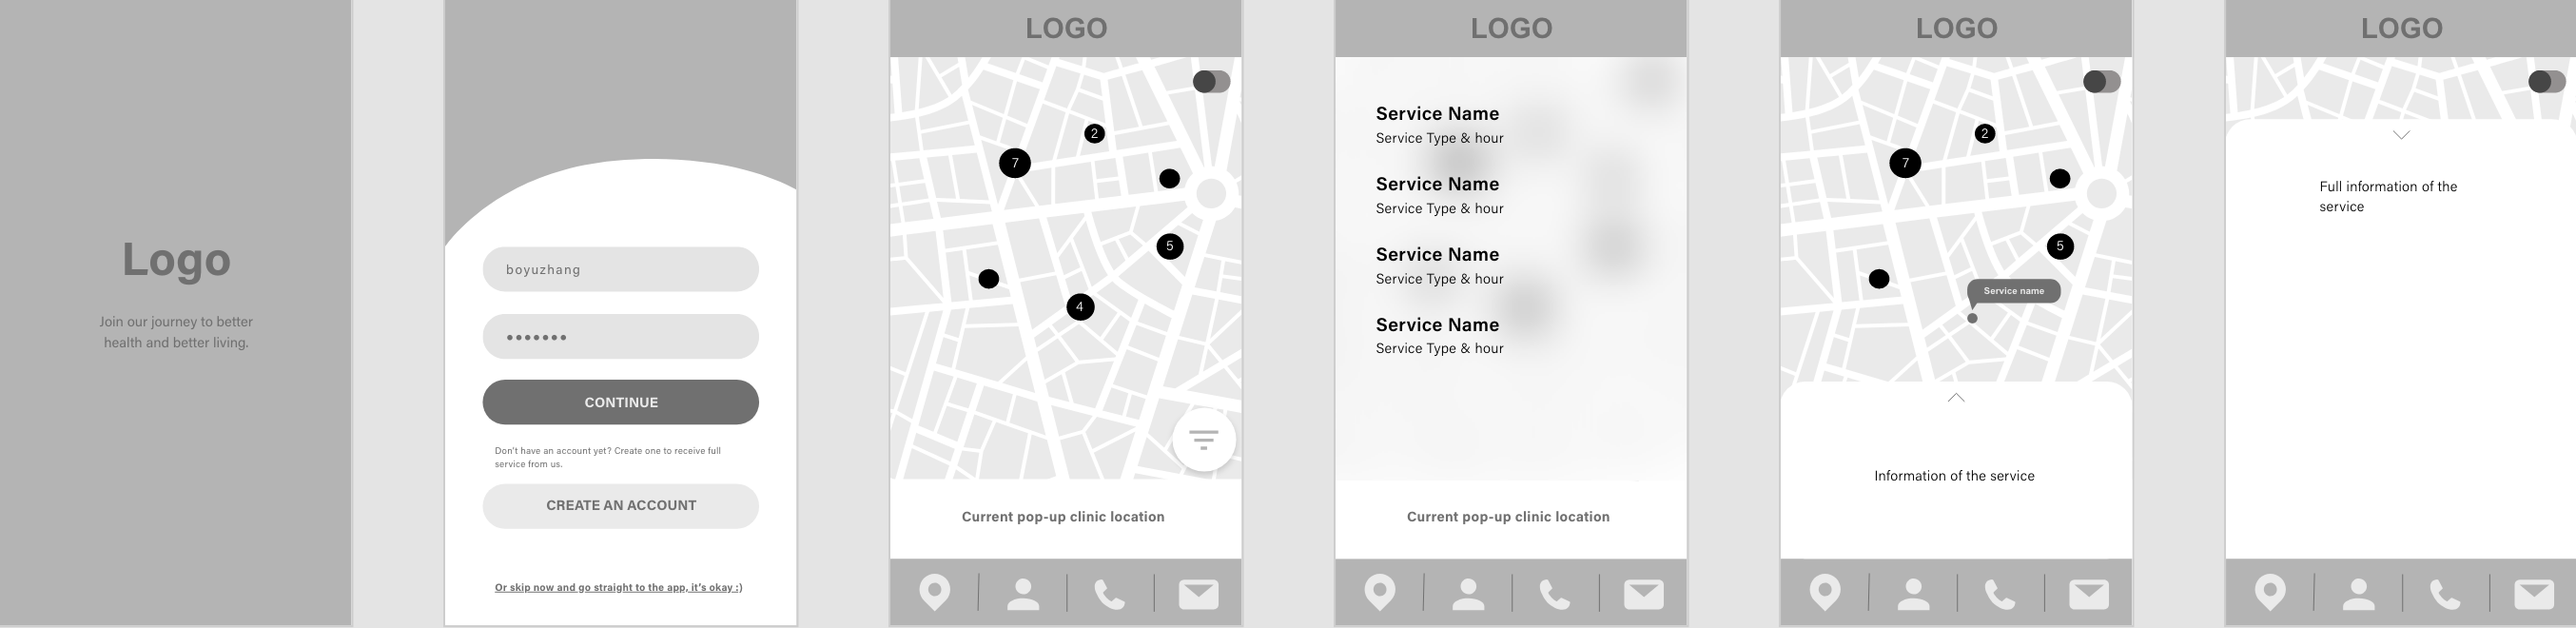 Logo
Join our journey to better
health and better living.
boyuzhang
•••••••
CONTINUE
Don't have an account yet? Create one to receive full
service from us.
CREATE AN ACCOUNT
Or skip now and go straight to the app, it's okay :)
LOGO
2
7
5
4
Current pop-up clinic location
LOGO
Service Name
Service Type & hour
Service Name
Service Type & hour
Service Name
Service Type & hour
Service Name
Service Type & hour
Current pop-up clinic location
LOGO
2
7
5
Service name
Information of the service
LOGO
Full information of the
service